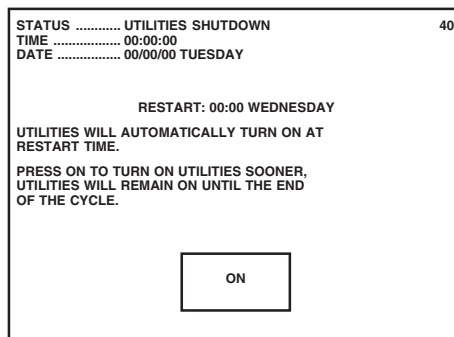 STATUS ............ UTILITIES SHUTDOWN 40
TIME .................. 00:00:00
DATE ................. 00/00/00 TUESDAY
RESTART: 00:00 WEDNESDAY
UTILITIES WILL AUTOMATICALLY TURN ON AT
RESTART TIME.
PRESS ON TO TURN ON UTILITIES SOONER,
UTILITIES WILL REMAIN ON UNTIL THE END
OF THE CYCLE.
ON